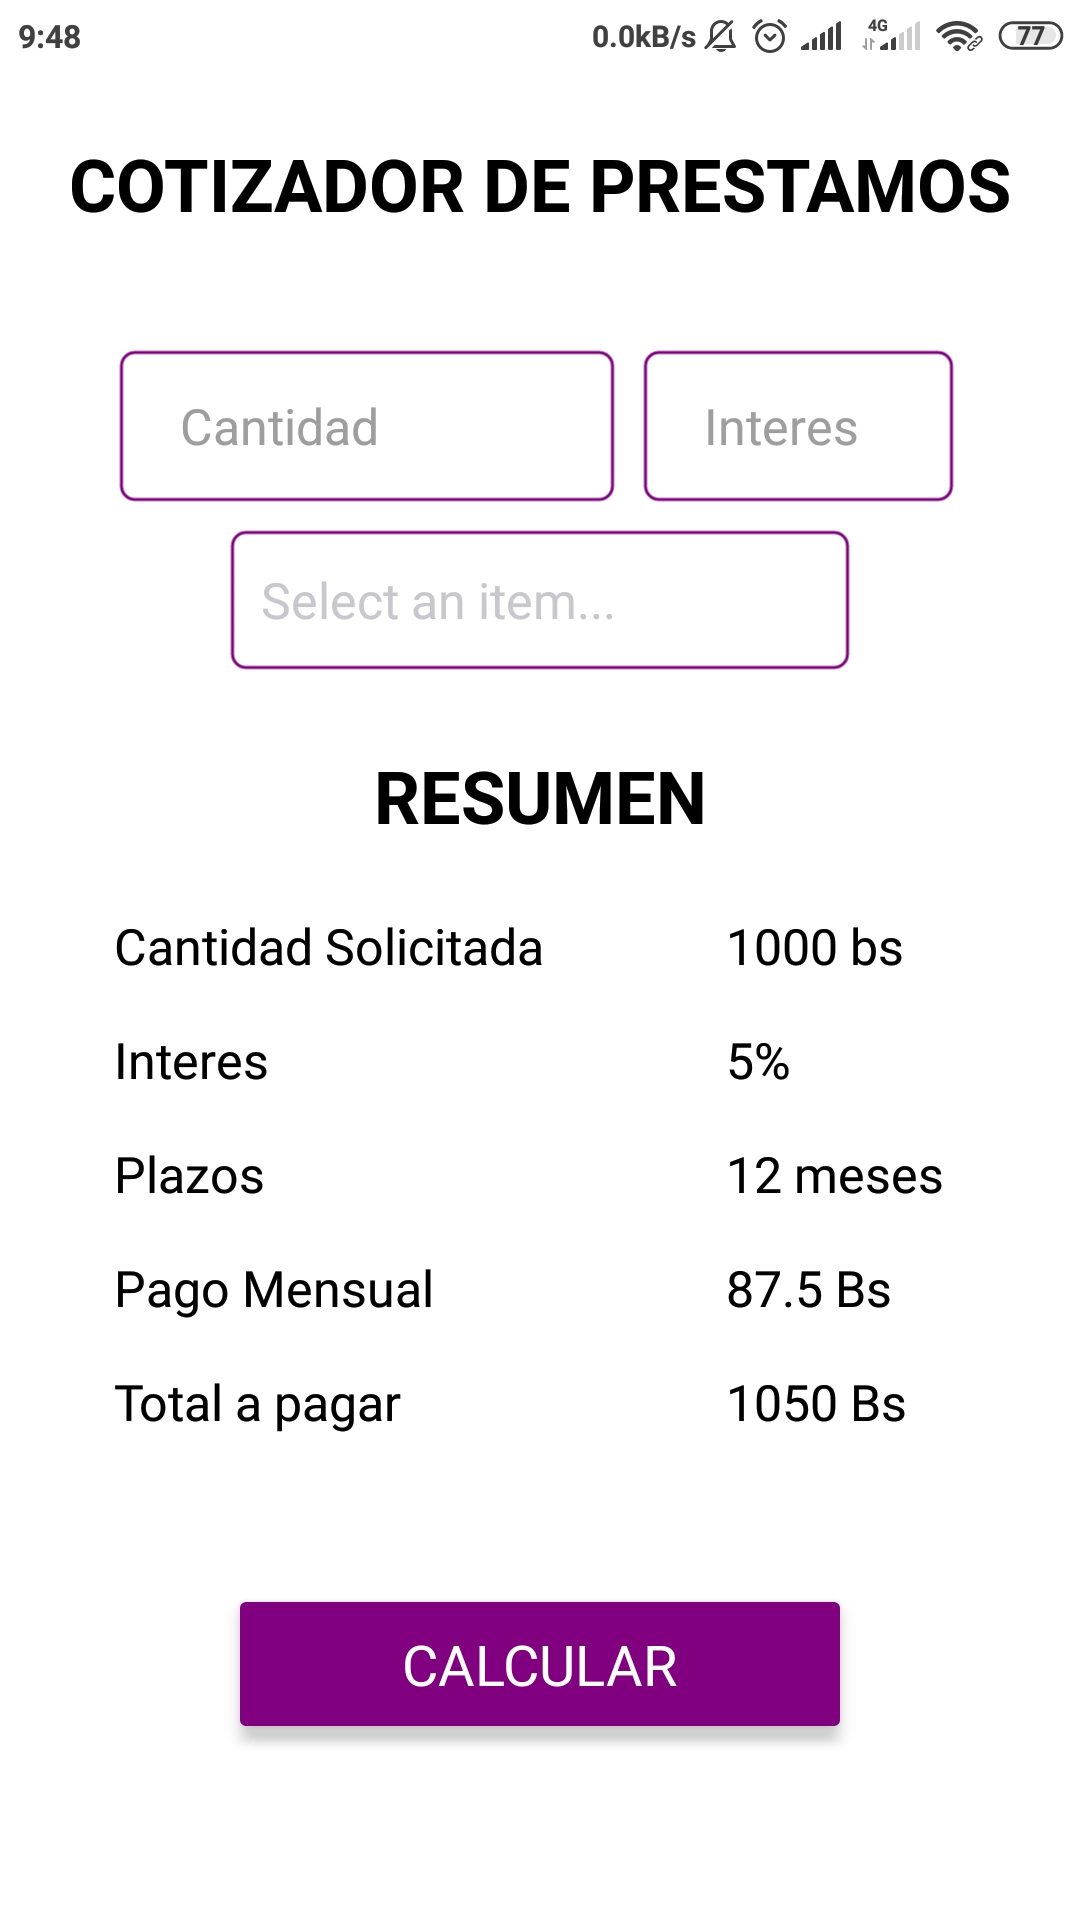 9:48 0.0kB/s 4G 77
COTIZADOR DE PRESTAMOS
Cantidad Interes
Select an item...
RESUMEN
Cantidad Solicitada 1000 bs
Interes 5%
Plazos 12 meses
Pago Mensual 87.5 Bs
Total a pagar 1050 Bs
CALCULAR